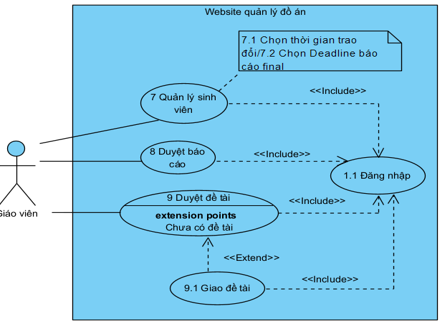 Website quản lý đồ án
7.1 Chọn thời gian trao
đổi/7.2 Chọn Deadline báo
cáo final
7 Quản lý sinh
viên
<<Include>>
8 Duyệt báo
cáo
<<Include>>
1.1 Đăng nhập
9 Duyệt đề tài
extension points
Chưa có đề tài
<<Include>>
Giáo viên
<<Extend>>
9.1 Giao đề tài
<<Include>>